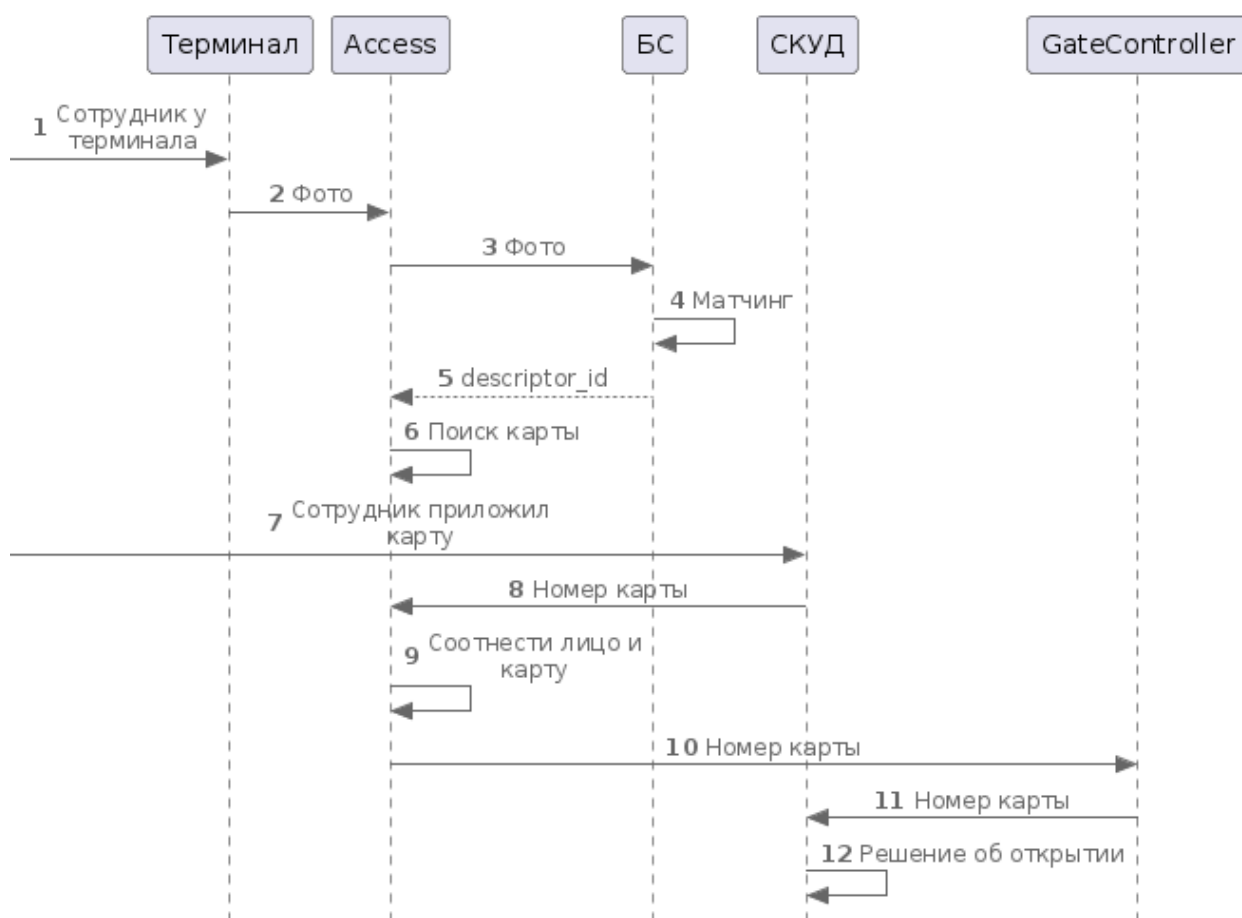 Терминал
Access
БС
СКУД
GateController
1 Сотрудник у
терминала
2 Фото
3 Фото
4 Матчинг
5 descriptor_id
6 Поиск карты
7 Сотрудник приложил
карту
8 Номер карты
9 Соотнести лицо и
карту
10 Номер карты
11 Номер карты
12 Решение об открытии